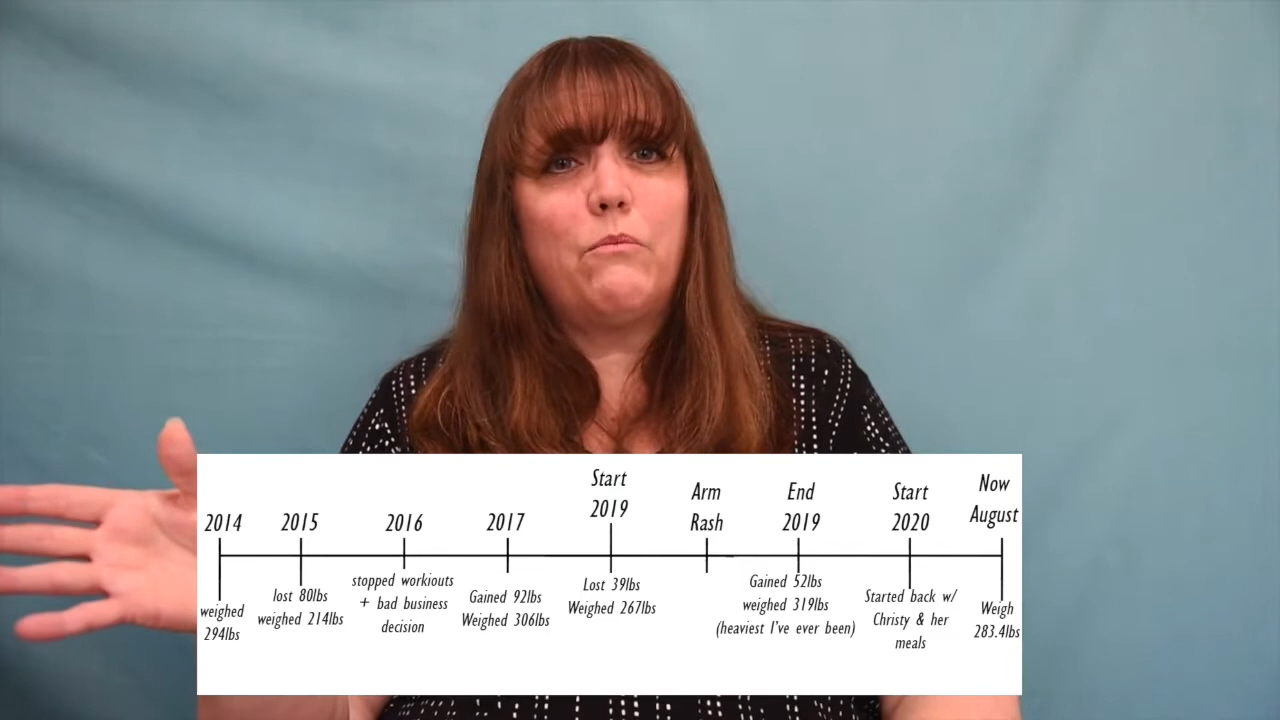 2014
weighed
294lbs
2015
lost 80lbs
weighed 214lbs
2016
stopped workouts
+ bad business
decision
2017
Gained 92lbs
Weighed 306lbs
Start
2019
Lost 39lbs
Weighed 267lbs
Arm
Rash
End
2019
Gained 52lbs
weighed 319lbs
(heaviest I've ever been)
Start
2020
Started back w/
Christy & her
meals
Now
August
Weigh
283.4lbs